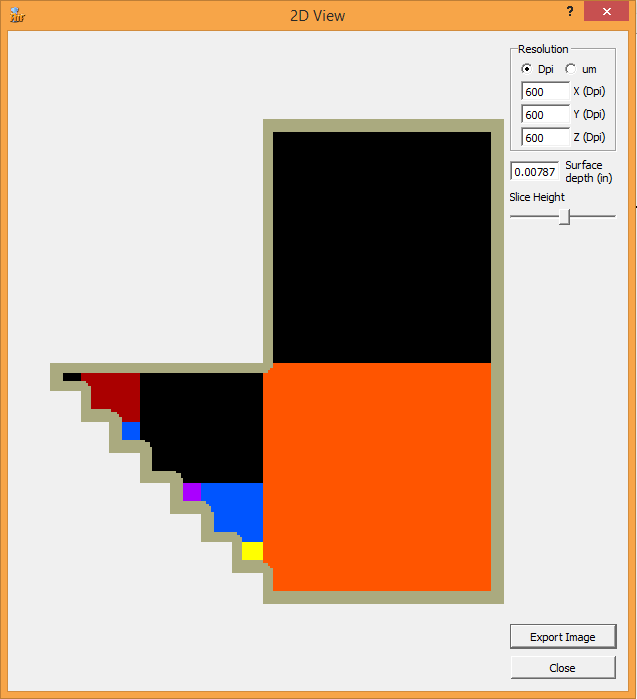 2D View
?
Resolution
Dpi um
600 X (Dpi)
600 Y (Dpi)
600 Z (Dpi)
0.00787 Surface
depth (in)
Slice Height
Export Image
Close